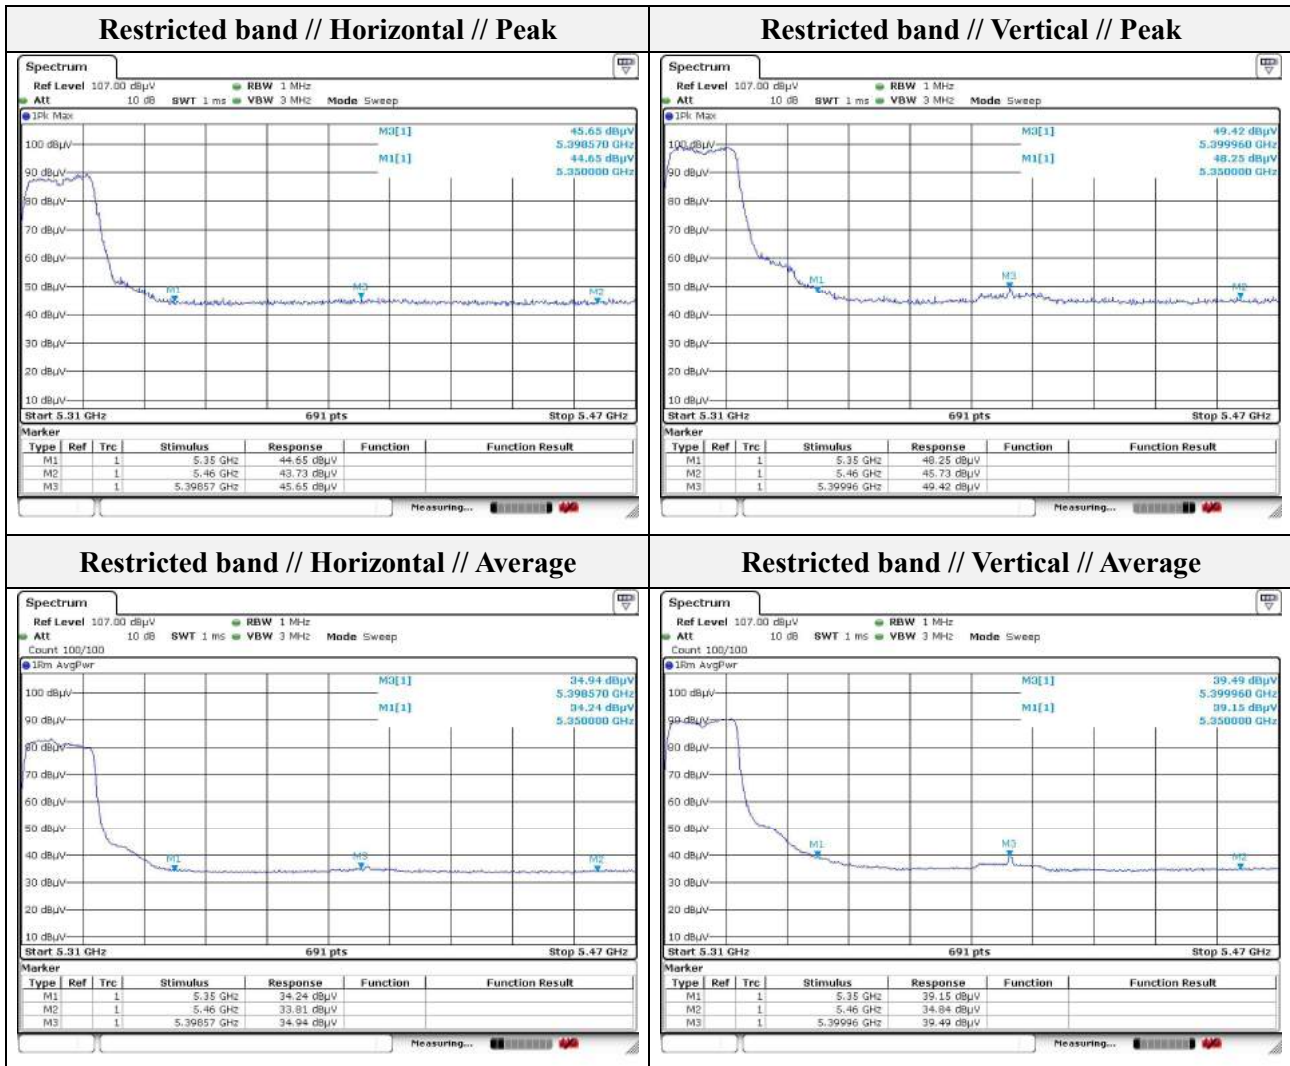 Restricted band // Horizontal // Peak
Spectrum
Ref Level 107.00 dBµV RBW 1 MHz
Att 10 dB SWT 1 ms VBW 3 MHz Mode Sweep
1Pk Max
M3[1] 45.65 dBµV
5.398570 GHz
M1[1] 44.65 dBµV
5.350000 GHz
100 dBµV
90 dBµV
80 dBµV
70 dBµV
60 dBµV
50 dBµV
40 dBµV
30 dBµV
20 dBµV
10 dBµV
M1 M3 M2
Start 5.31 GHz 691 pts Stop 5.47 GHz
Marker
Type Ref Trc Stimulus Response Function Function Result
M1 1 5.35 GHz 44.65 dBµV
M2 1 5.46 GHz 43.73 dBµV
M3 1 5.39857 GHz 45.65 dBµV
Measuring...
Restricted band // Vertical // Peak
Spectrum
Ref Level 107.00 dBµV RBW 1 MHz
Att 10 dB SWT 1 ms VBW 3 MHz Mode Sweep
1Pk Max
M3[1] 49.42 dBµV
5.399960 GHz
M1[1] 48.25 dBµV
5.350000 GHz
100 dBµV
90 dBµV
80 dBµV
70 dBµV
60 dBµV
50 dBµV
40 dBµV
30 dBµV
20 dBµV
10 dBµV
M1 M3 M2
Start 5.31 GHz 691 pts Stop 5.47 GHz
Marker
Type Ref Trc Stimulus Response Function Function Result
M1 1 5.35 GHz 48.25 dBµV
M2 1 5.46 GHz 45.73 dBµV
M3 1 5.39996 GHz 49.42 dBµV
Measuring...
Restricted band // Horizontal // Average
Spectrum
Ref Level 107.00 dBµV RBW 1 MHz
Att 10 dB SWT 1 ms VBW 3 MHz Mode Sweep
Count 100/100
1Rm AvgPwr
M3[1] 34.94 dBµV
5.398570 GHz
M1[1] 34.24 dBµV
5.350000 GHz
100 dBµV
90 dBµV
80 dBµV
70 dBµV
60 dBµV
50 dBµV
40 dBµV
30 dBµV
20 dBµV
10 dBµV
M1 M3 M2
Start 5.31 GHz 691 pts Stop 5.47 GHz
Marker
Type Ref Trc Stimulus Response Function Function Result
M1 1 5.35 GHz 34.24 dBµV
M2 1 5.46 GHz 33.81 dBµV
M3 1 5.39857 GHz 34.94 dBµV
Measuring...
Restricted band // Vertical // Average
Spectrum
Ref Level 107.00 dBµV RBW 1 MHz
Att 10 dB SWT 1 ms VBW 3 MHz Mode Sweep
Count 100/100
1Rm AvgPwr
M3[1] 39.49 dBµV
5.399960 GHz
M1[1] 39.15 dBµV
5.350000 GHz
100 dBµV
90 dBµV
80 dBµV
70 dBµV
60 dBµV
50 dBµV
40 dBµV
30 dBµV
20 dBµV
10 dBµV
M1 M3 M2
Start 5.31 GHz 691 pts Stop 5.47 GHz
Marker
Type Ref Trc Stimulus Response Function Function Result
M1 1 5.35 GHz 39.15 dBµV
M2 1 5.46 GHz 34.84 dBµV
M3 1 5.39996 GHz 39.49 dBµV
Measuring...